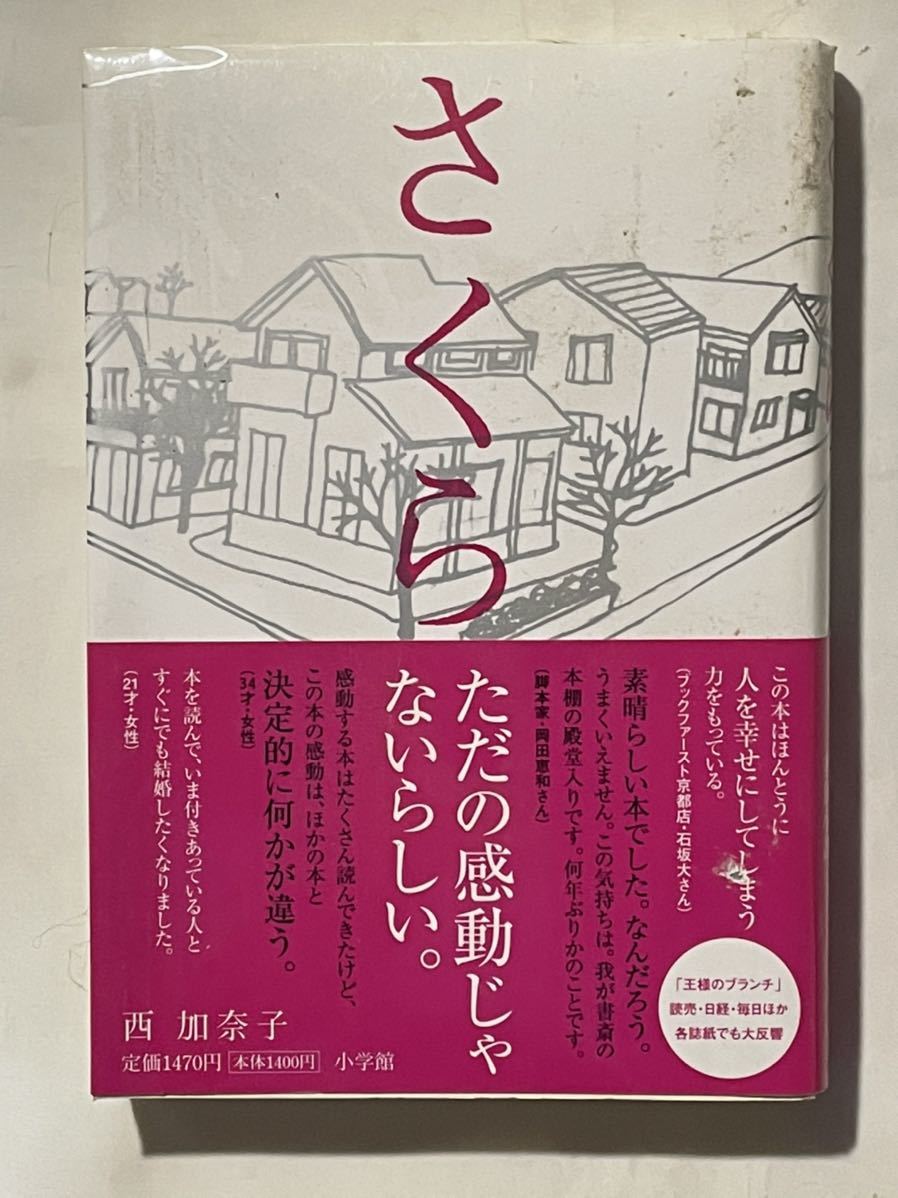 さくら
この本はほんとうに
人を幸せにしてしまう
力をもっている。
(ブックファースト京都店・石坂大さん)
素晴らしい本でした。なんだろう。
うまくいえません。この気持ちは。我が書斎の
本棚の殿堂入りです。何年ぶりかのことです。
(脚本家・岡田惠和さん)
ただの感動じゃ
ないらしい。
感動する本はたくさん読んできたけど、
この本の感動は、ほかの本と
決定的に何かが違う。
(34才・女性)
本を読んで、いま付きあっている人と
すぐにでも結婚したくなりました。
(21才・女性)
「王様のブランチ」
読売・日経・毎日ほか
各誌紙でも大反響
西 加奈子
定価1470円 本体1400円 小学館